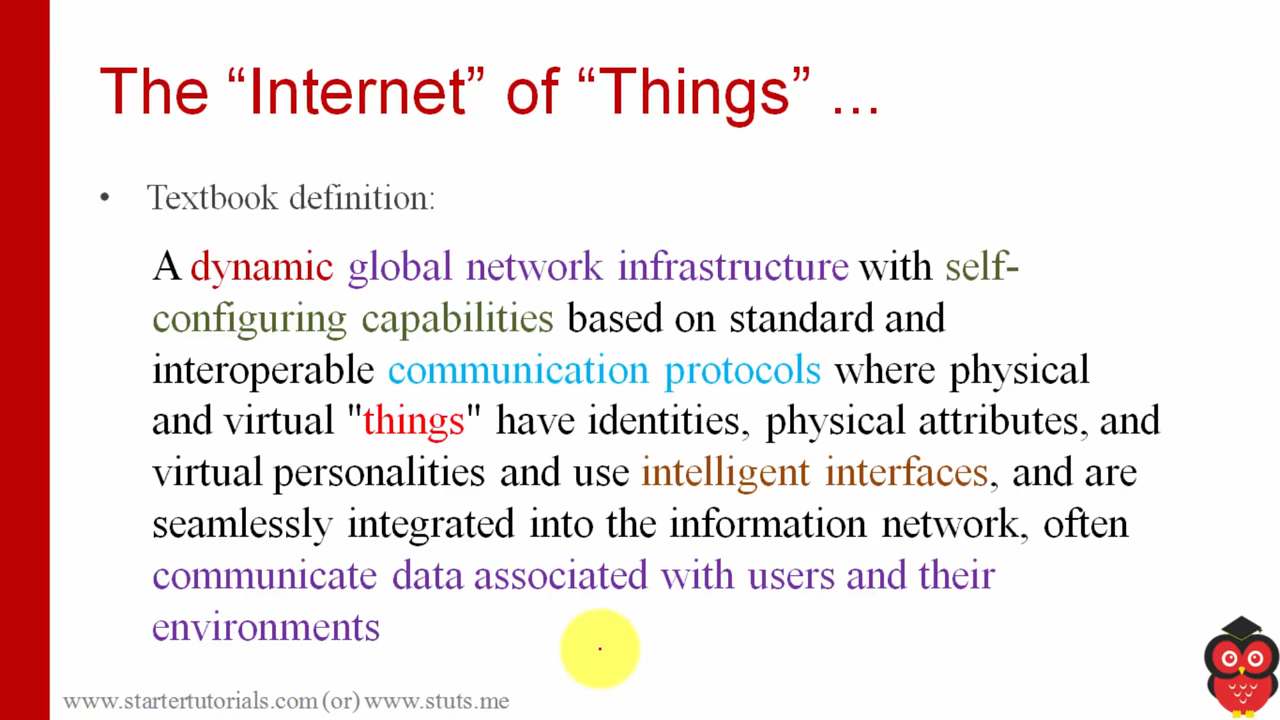 The “Internet” of “Things” ...
• Textbook definition:
A dynamic global network infrastructure with self-
configuring capabilities based on standard and
interoperable communication protocols where physical
and virtual "things" have identities, physical attributes, and
virtual personalities and use intelligent interfaces, and are
seamlessly integrated into the information network, often
communicate data associated with users and their
environments
www.startertutorials.com (or) www.stuts.me